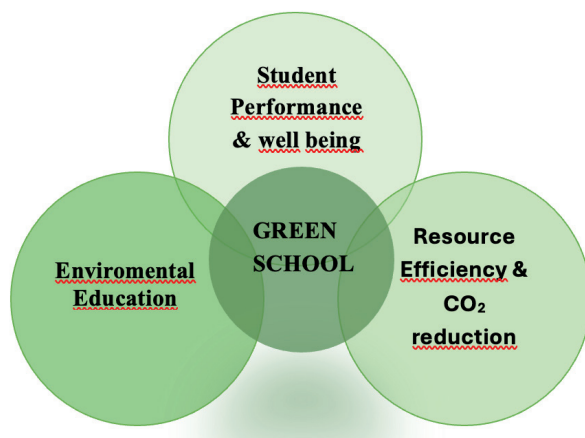 Student
Performance
& well being
GREEN
SCHOOL
Enviromental
Education
Resource
Efficiency &
CO₂
reduction